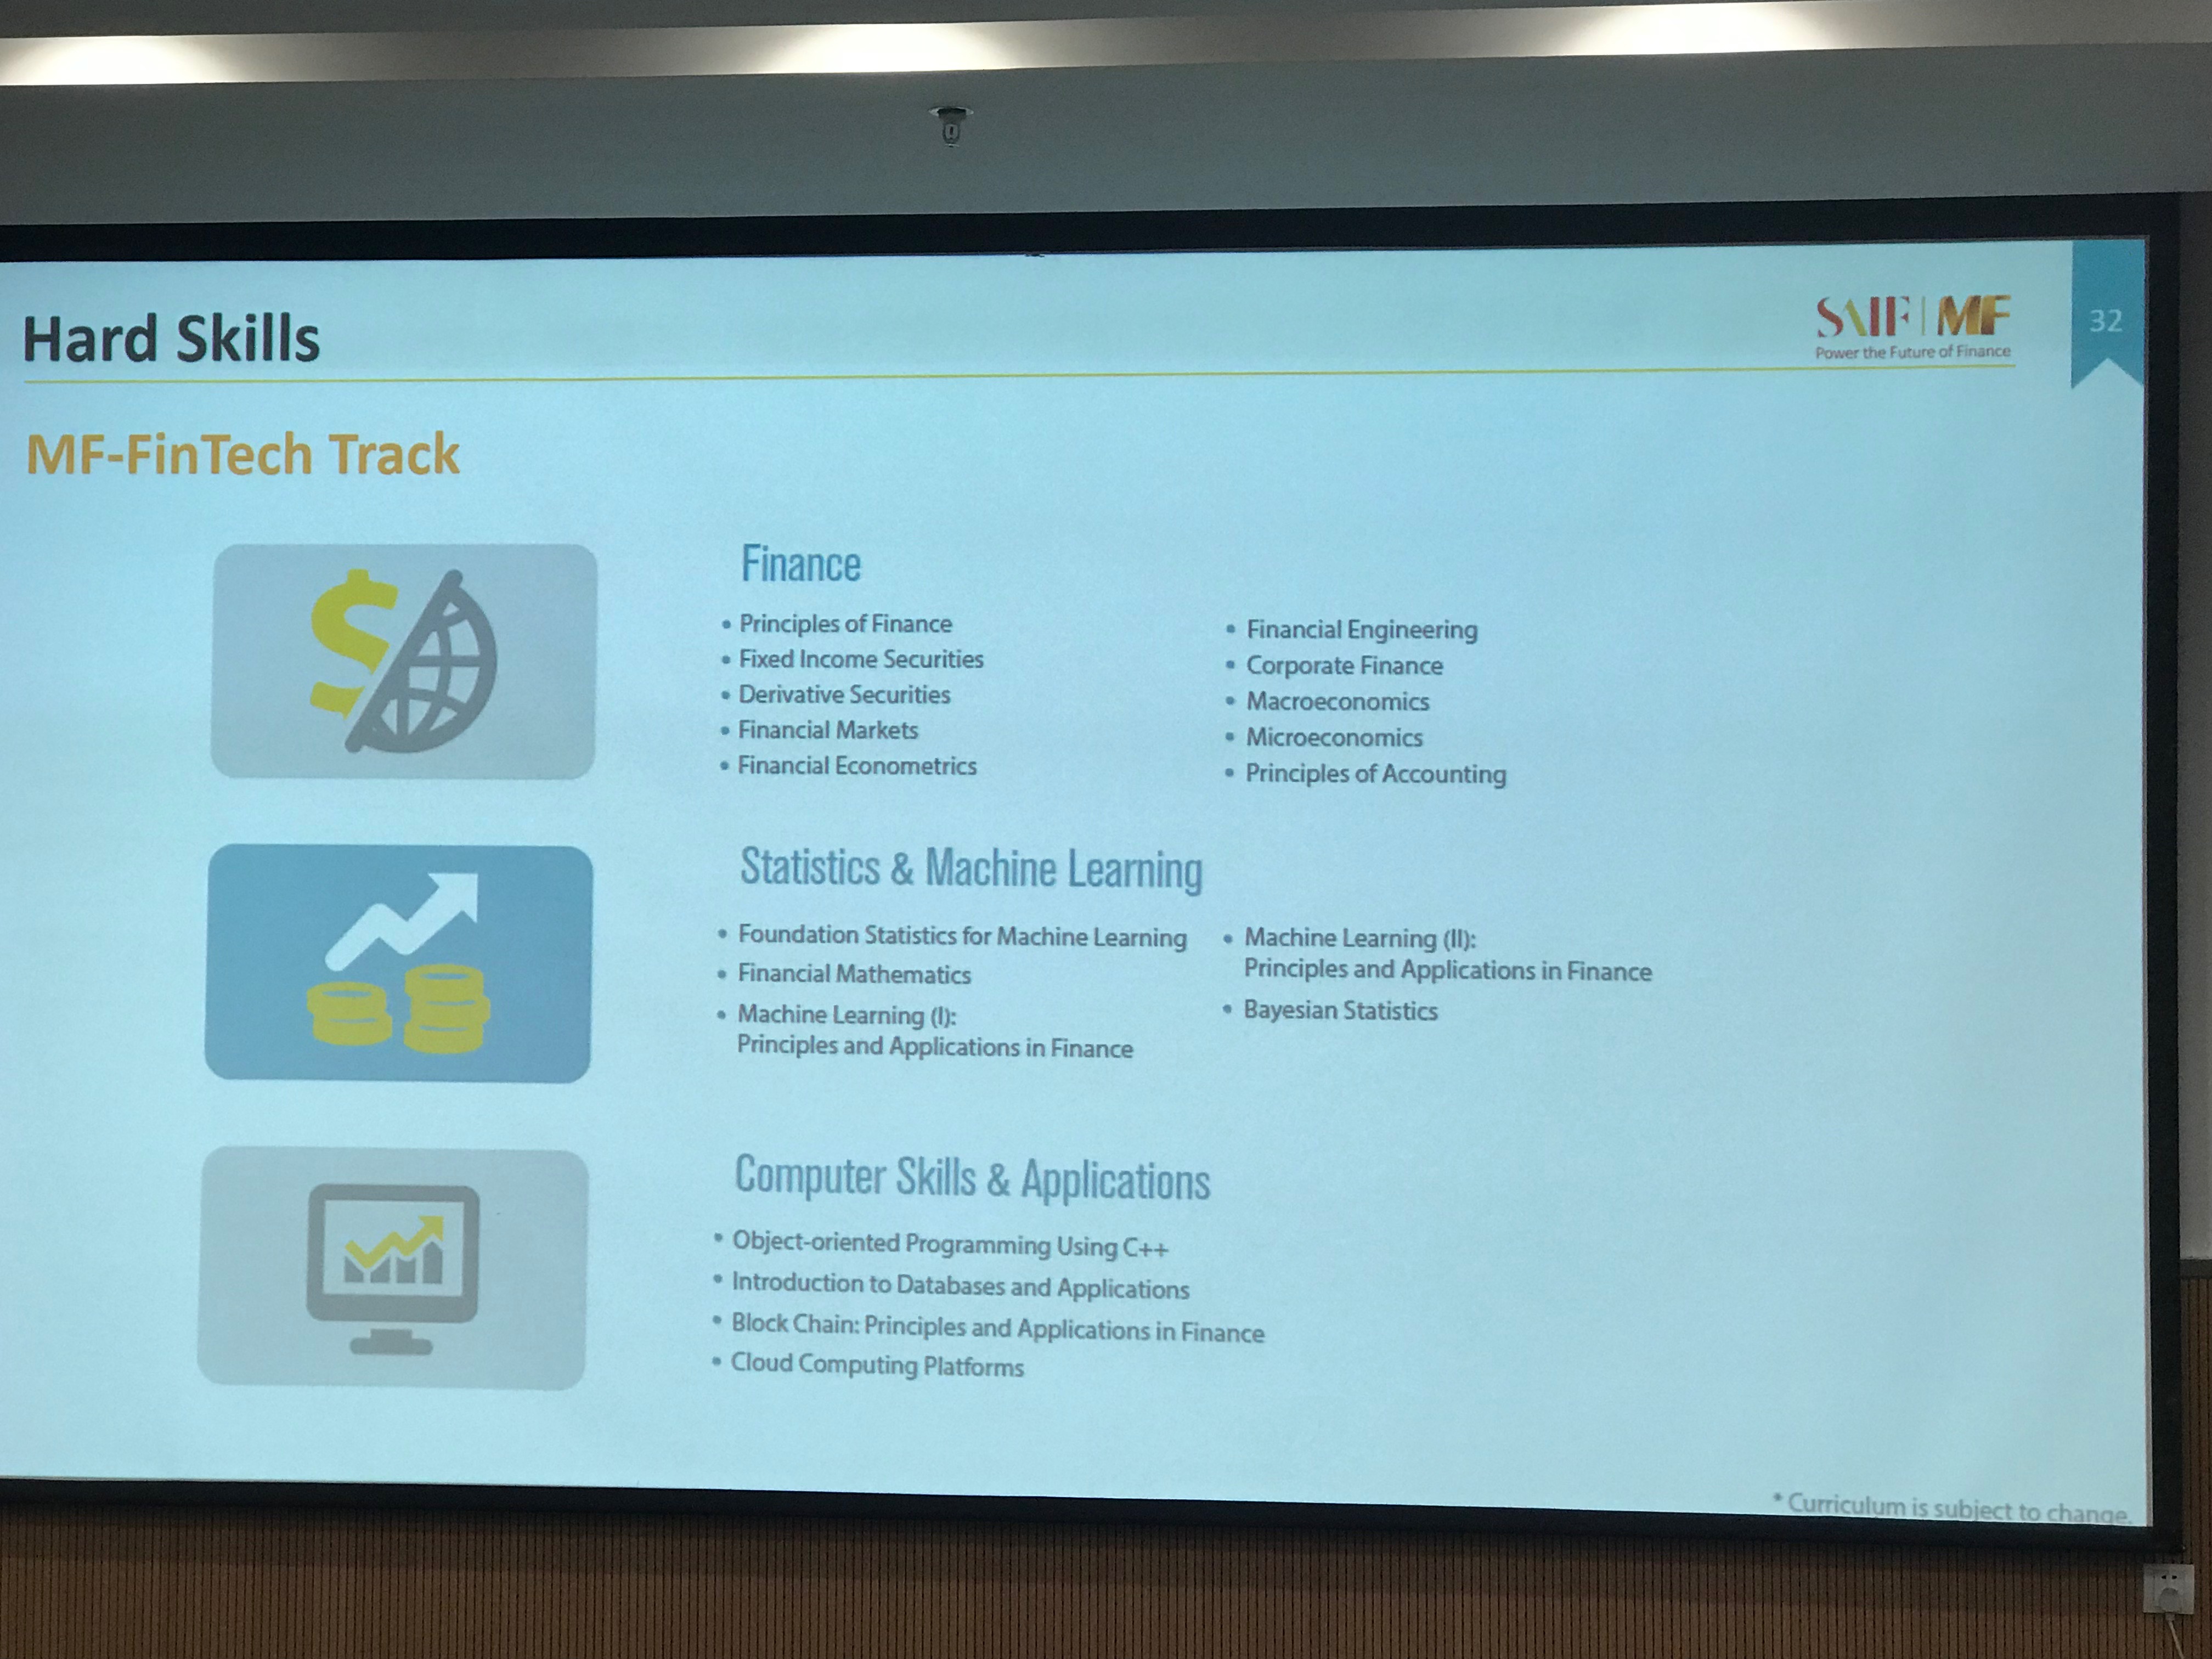 Hard Skills
SAIF | MF
Power the Future of Finance
32
MF-FinTech Track
Finance
• Principles of Finance
• Fixed Income Securities
• Derivative Securities
• Financial Markets
• Financial Econometrics
• Financial Engineering
• Corporate Finance
• Macroeconomics
• Microeconomics
• Principles of Accounting
Statistics & Machine Learning
• Foundation Statistics for Machine Learning
• Financial Mathematics
• Machine Learning (I):
Principles and Applications in Finance
• Machine Learning (II):
Principles and Applications in Finance
• Bayesian Statistics
Computer Skills & Applications
• Object-oriented Programming Using C++
• Introduction to Databases and Applications
• Block Chain: Principles and Applications in Finance
• Cloud Computing Platforms
* Curriculum is subject to change.